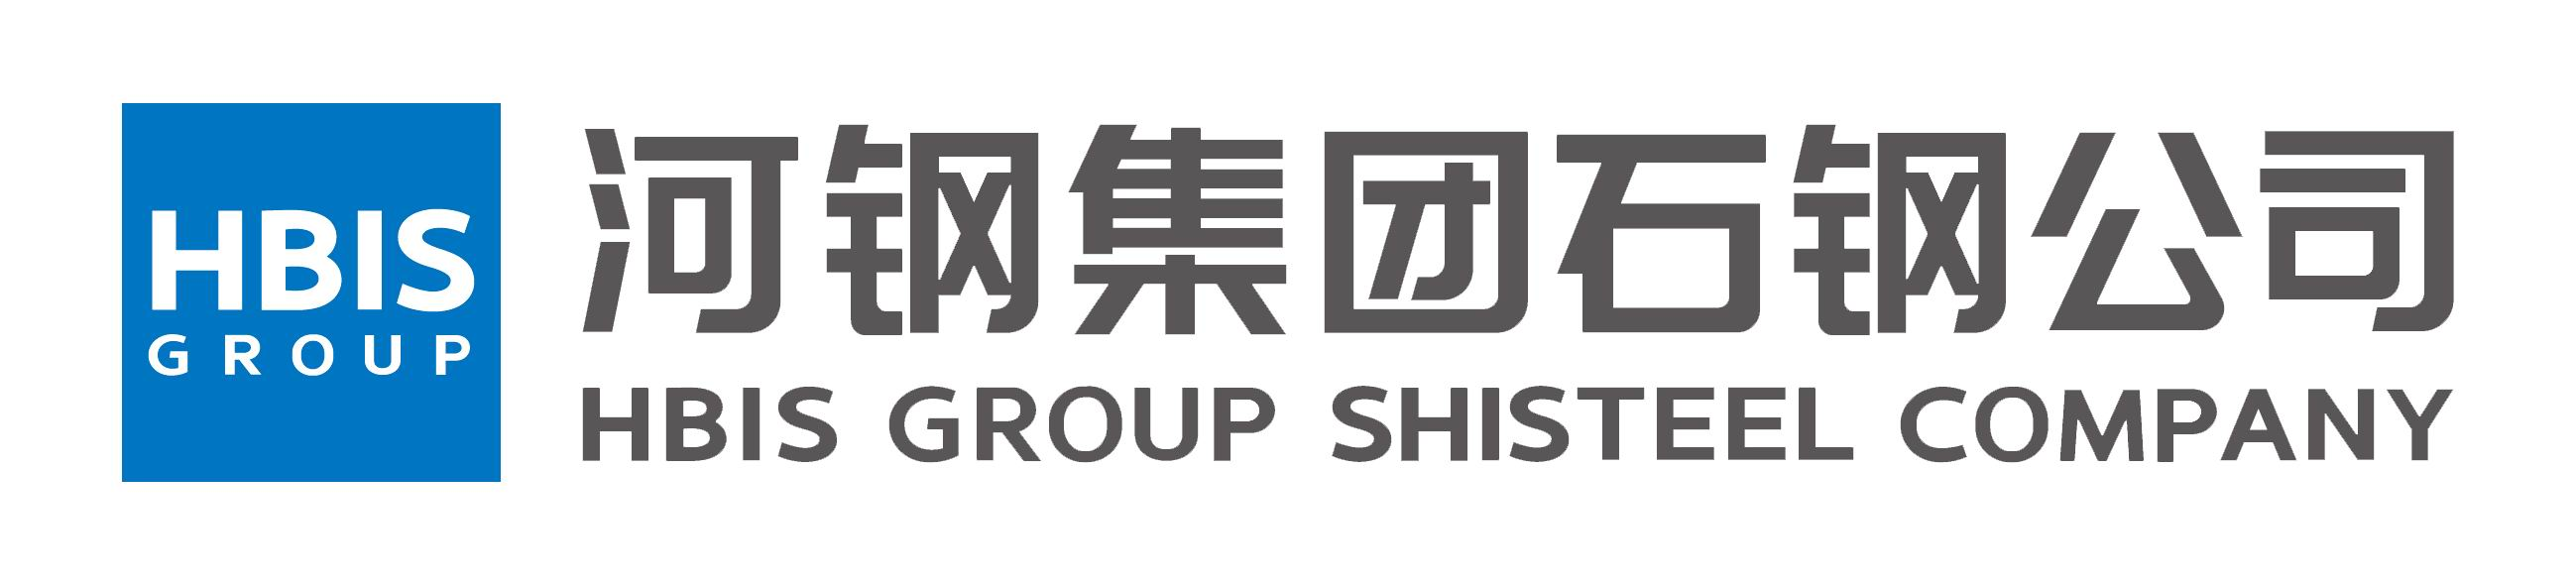 HBIS
GROUP
河钢集团石钢公司
HBIS GROUP SHISTEEL COMPANY